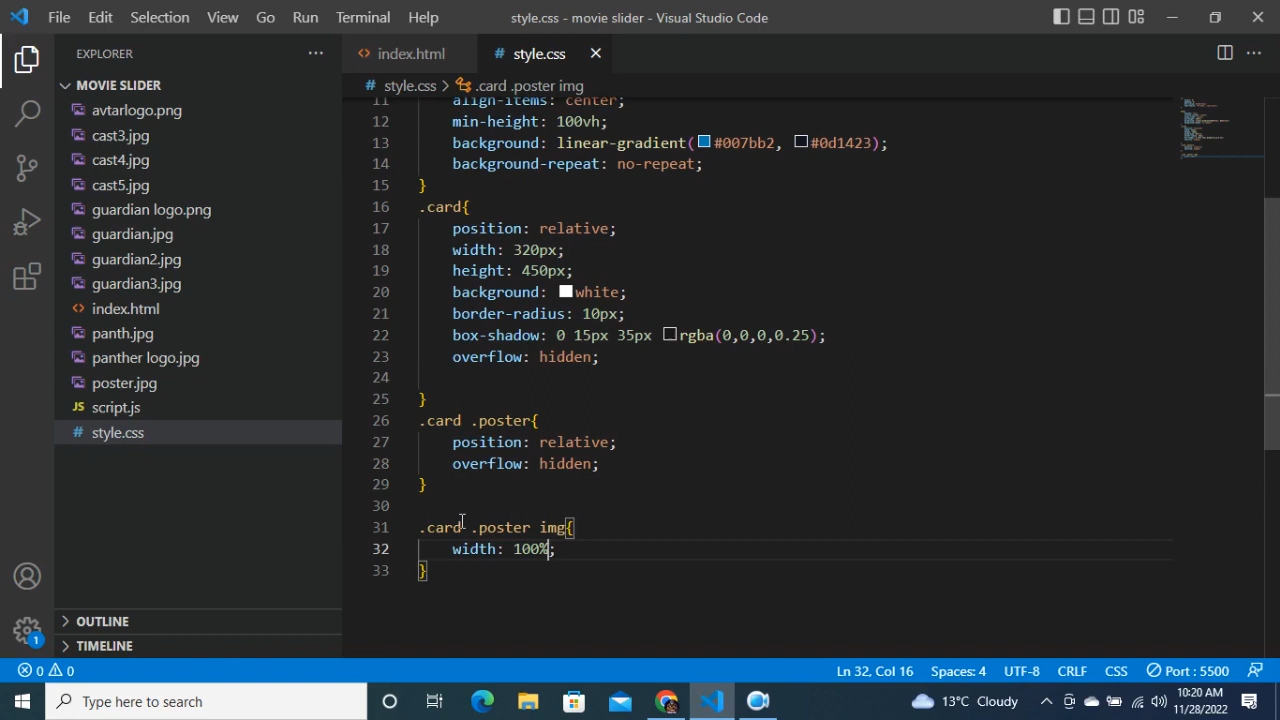 File Edit Selection View Go Run Terminal Help style.css - movie slider - Visual Studio Code
EXPLORER
MOVIE SLIDER
avtarlogo.png
cast3.jpg
cast4.jpg
cast5.jpg
guardian logo.png
guardian.jpg
guardian2.jpg
guardian3.jpg
index.html
panth.jpg
panther logo.jpg
poster.jpg
script.js
style.css
OUTLINE
TIMELINE
index.html # style.css
# style.css > .card .poster img
11 align-items: center;
12 min-height: 100vh;
13 background: linear-gradient(#007bb2, #0d1423);
14 background-repeat: no-repeat;
15 }
16 .card{
17 position: relative;
18 width: 320px;
19 height: 450px;
20 background: white;
21 border-radius: 10px;
22 box-shadow: 0 15px 35px rgba(0,0,0,0.25);
23 overflow: hidden;
24
25 }
26 .card .poster{
27 position: relative;
28 overflow: hidden;
29 }
30
31 .card .poster img{
32 width: 100%;
33 }
1
0 0 Ln 32, Col 16 Spaces: 4 UTF-8 CRLF CSS Port : 5500
Type here to search 13°C Cloudy 10:20 AM
11/28/2022